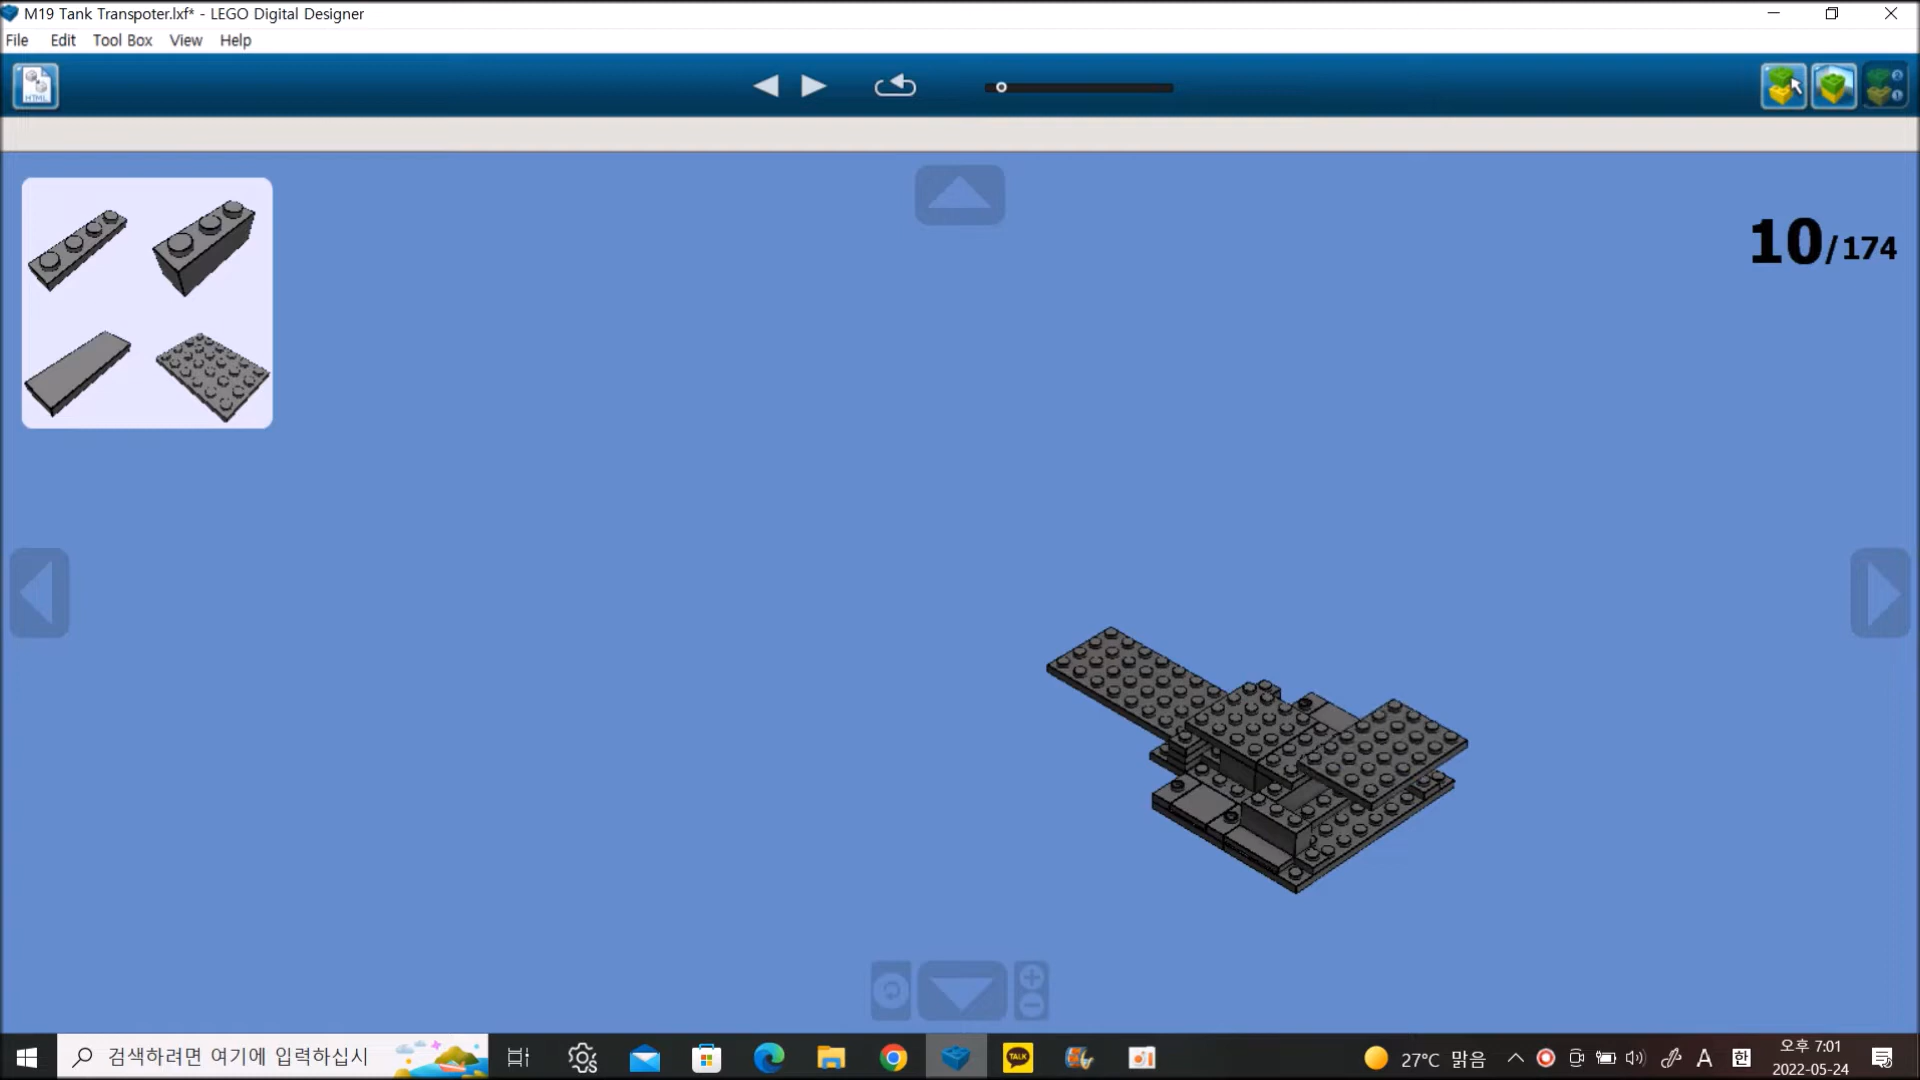 M19 Tank Transpoter.lxf* - LEGO Digital Designer
File Edit Tool Box View Help
HTML
10/174
검색하려면 여기에 입력하십시
TALK
27°C 맑음
A
한
오후 7:01
2022-05-24